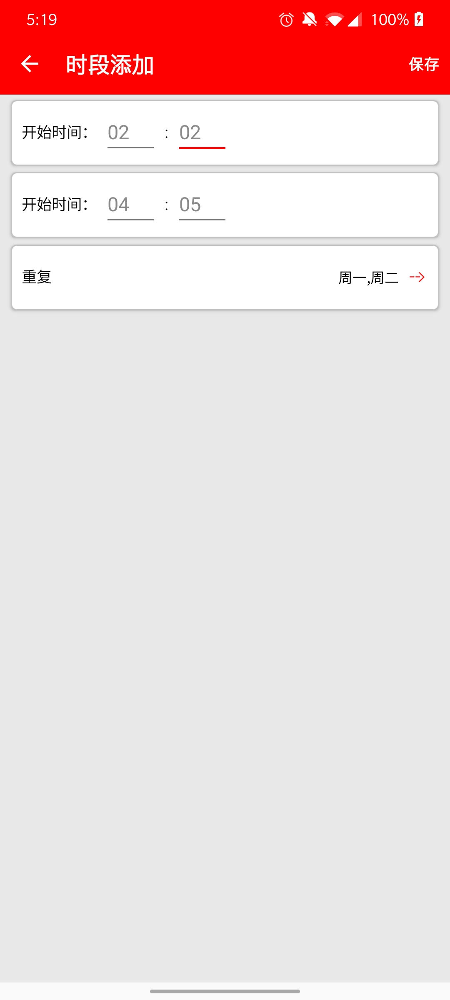 5:19 100%
时段添加 保存
开始时间： 02 : 02
开始时间： 04 : 05
重复 周一,周二